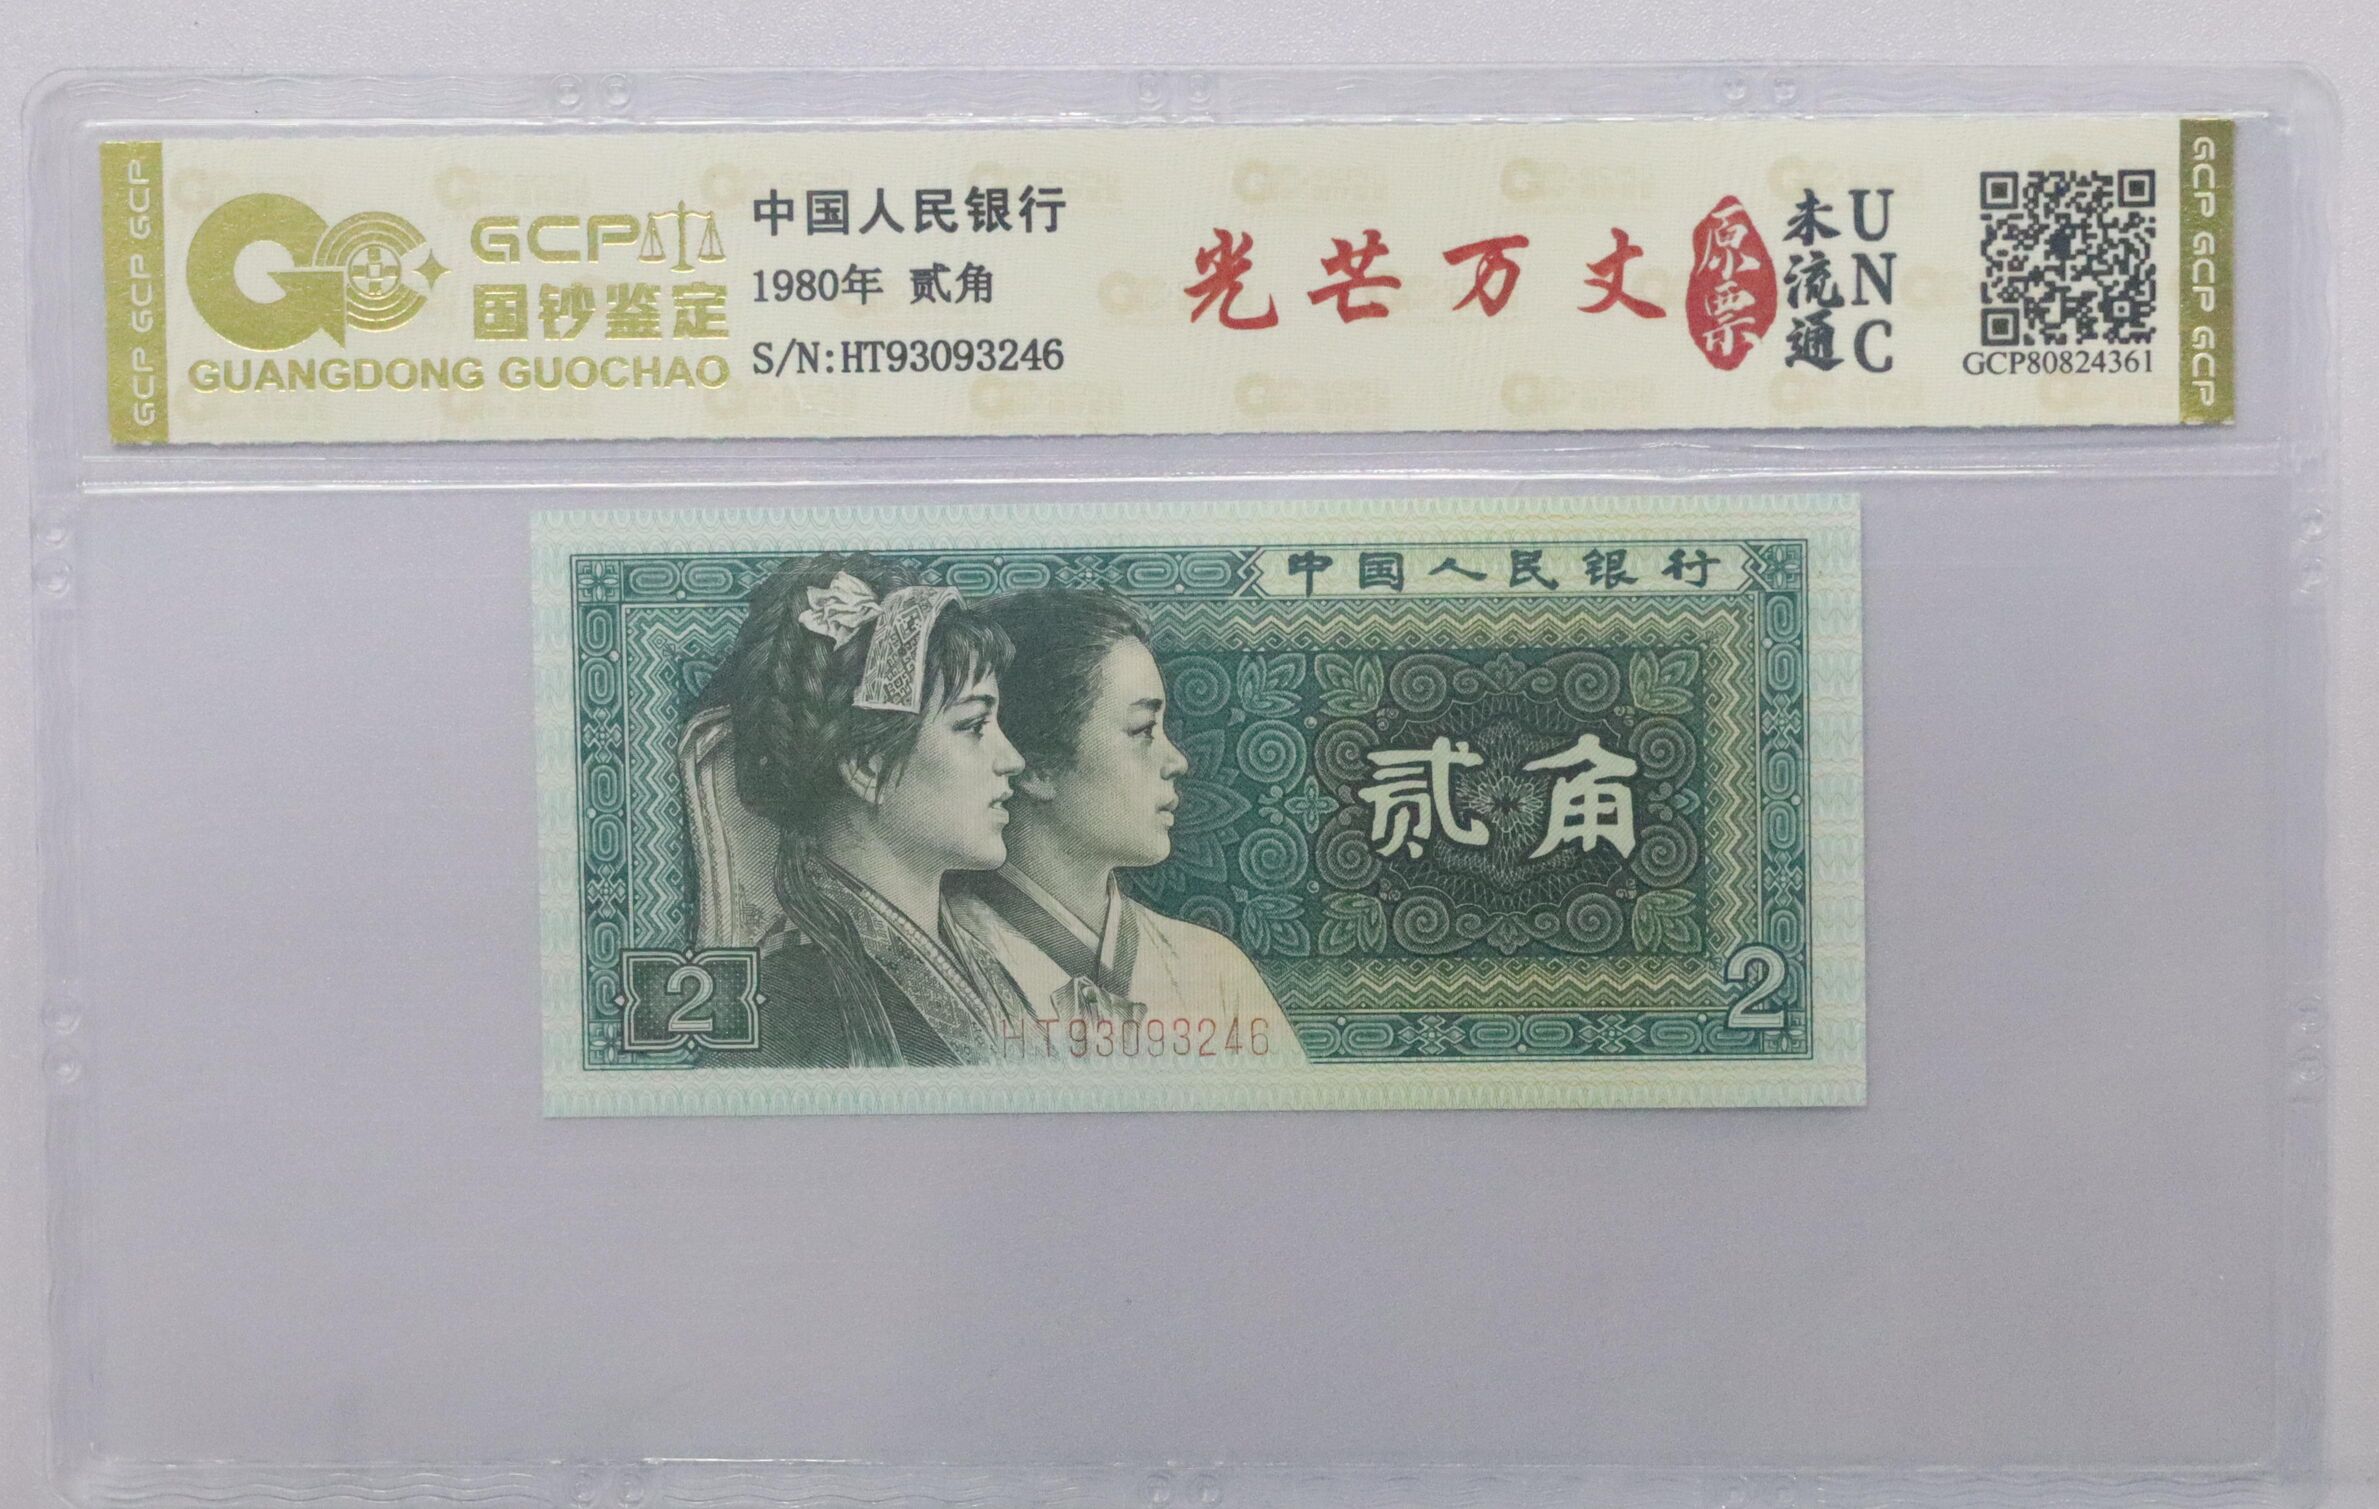 GCP GCP GCP
GCP
国钞鉴定
GUANGDONG GUOCHAO
中国人民银行
1980年 贰角
S/N:HT93093246
光芒万丈
原票
未流通
UNC
GCP80824361
GCP GCP GCP
中国人民银行
贰角
2
2
HT93093246